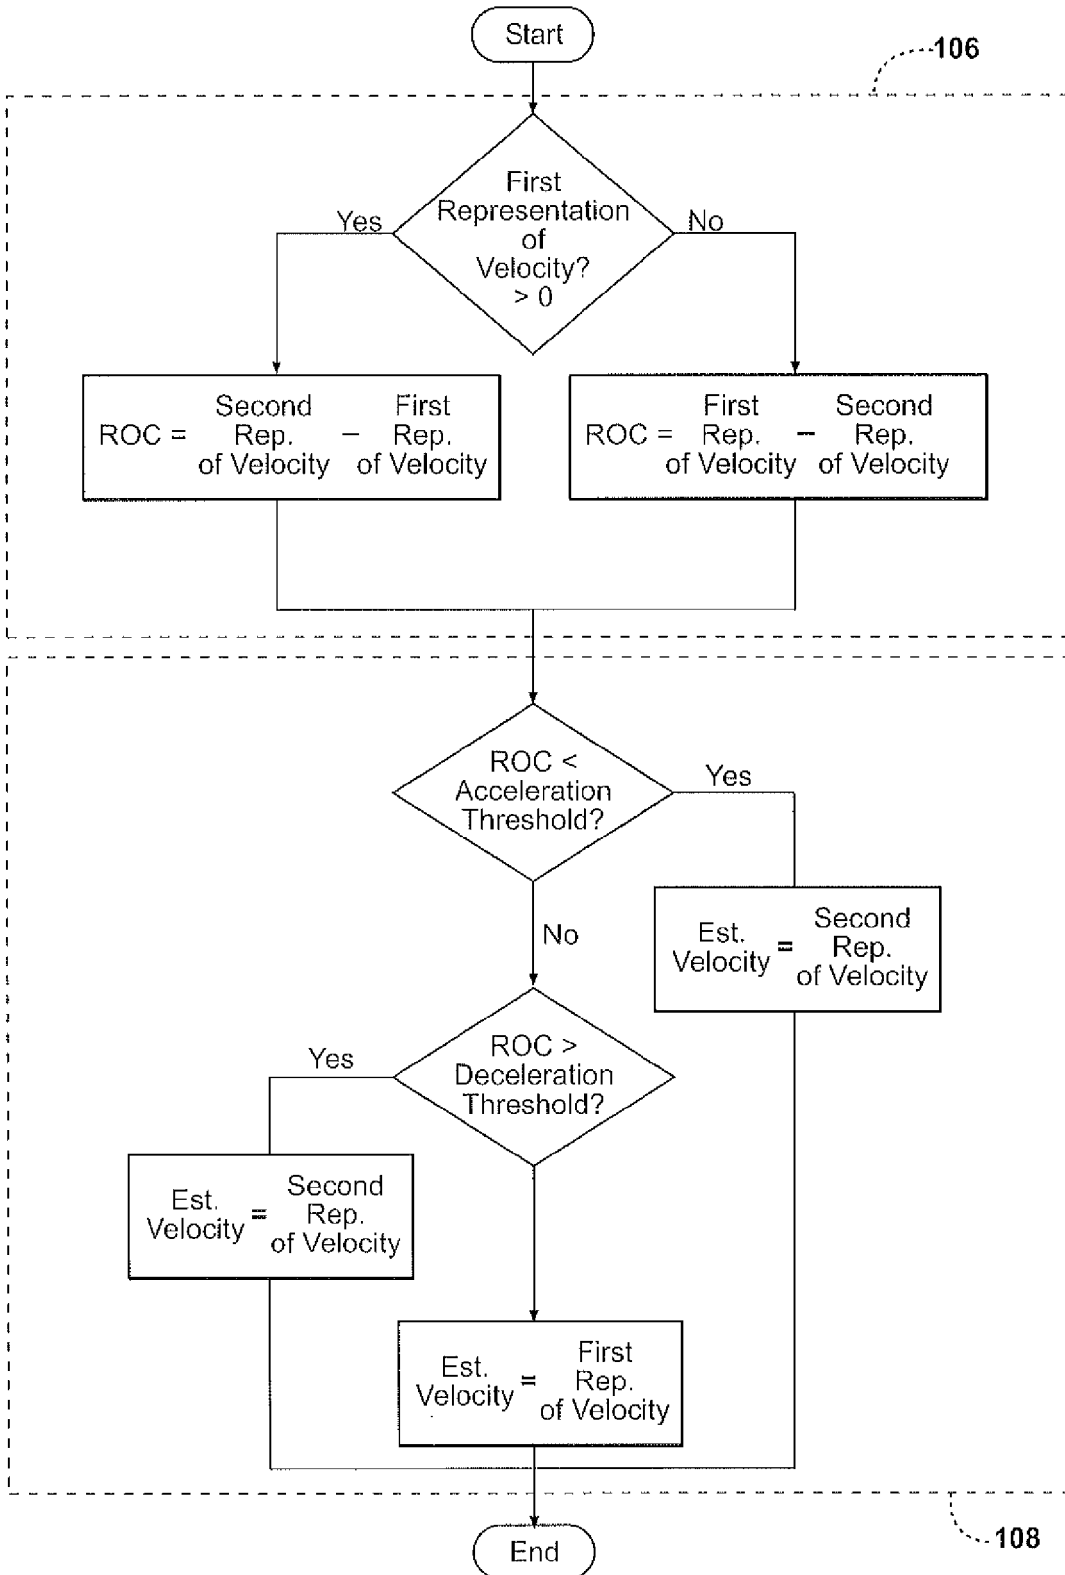 Start
106
First
Representation
of
Velocity?
> 0
Yes
No
Second
ROC = Rep. –
of Velocity
First
Rep.
of Velocity
First
ROC = Rep. –
of Velocity
Second
Rep.
of Velocity
ROC <
Acceleration
Threshold?
Yes
No
Est.
Velocity
=
Second
Rep.
of Velocity
ROC >
Deceleration
Threshold?
Yes
Est.
Velocity
=
Second
Rep.
of Velocity
Est.
Velocity
=
First
Rep.
of Velocity
108
End